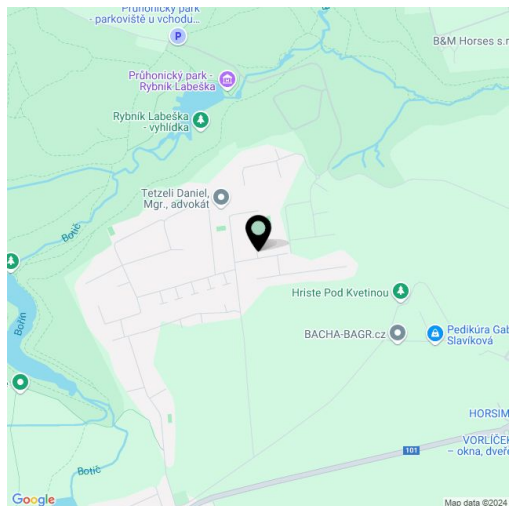 Průhonický park
- parkoviště u vchodu...
P
B&M Horses s.r
Průhonický park -
Rybník Labeška
Rybník Labeška
- vyhlídka
Tetzeli Daniel,
Mgr., advokát
Botič
Bořín
Hriste Pod Kvetinou
BACHA-BAGR.cz
Pedikúra Gab
Slavíková
HORSIM
VORLÍČEK
– okna, dveře
101
Botič
Google
Map data ©2024